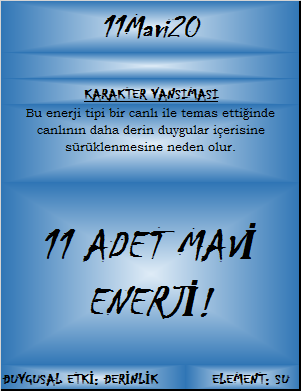 11Mavi20
KARAKTER YANSIMASI
Bu enerji tipi bir canlı ile temas ettiğinde
canlının daha derin duygular içerisine
sürüklenmesine neden olur.
11 ADET MAVİ
ENERJİ!
DUYGUSAL ETKİ: DERİNLİK ELEMENT: SU